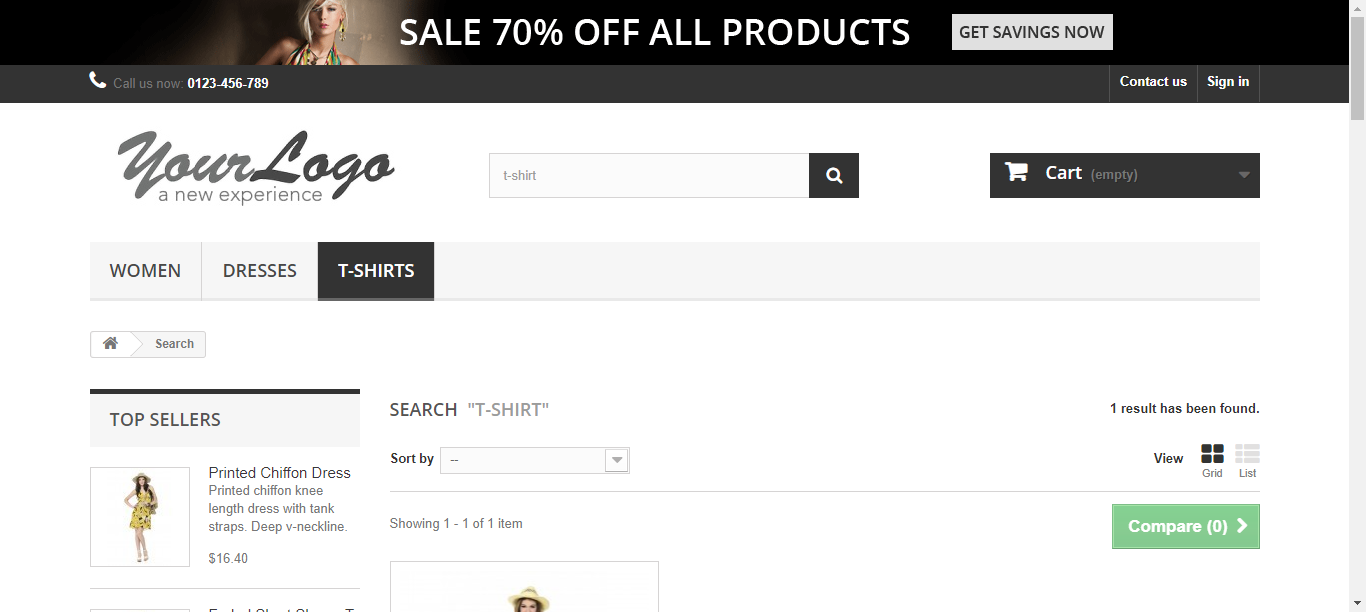 SALE 70% OFF ALL PRODUCTS
GET SAVINGS NOW
Call us now: 0123-456-789
Contact us
Sign in
YourLogo
a new experience
t-shirt
Cart (empty)
WOMEN
DRESSES
T-SHIRTS
Search
TOP SELLERS
Printed Chiffon Dress
Printed chiffon knee
length dress with tank
straps. Deep v-neckline.
$16.40
SEARCH "T-SHIRT"
1 result has been found.
Sort by
--
View
Grid
List
Showing 1 - 1 of 1 item
Compare (0)